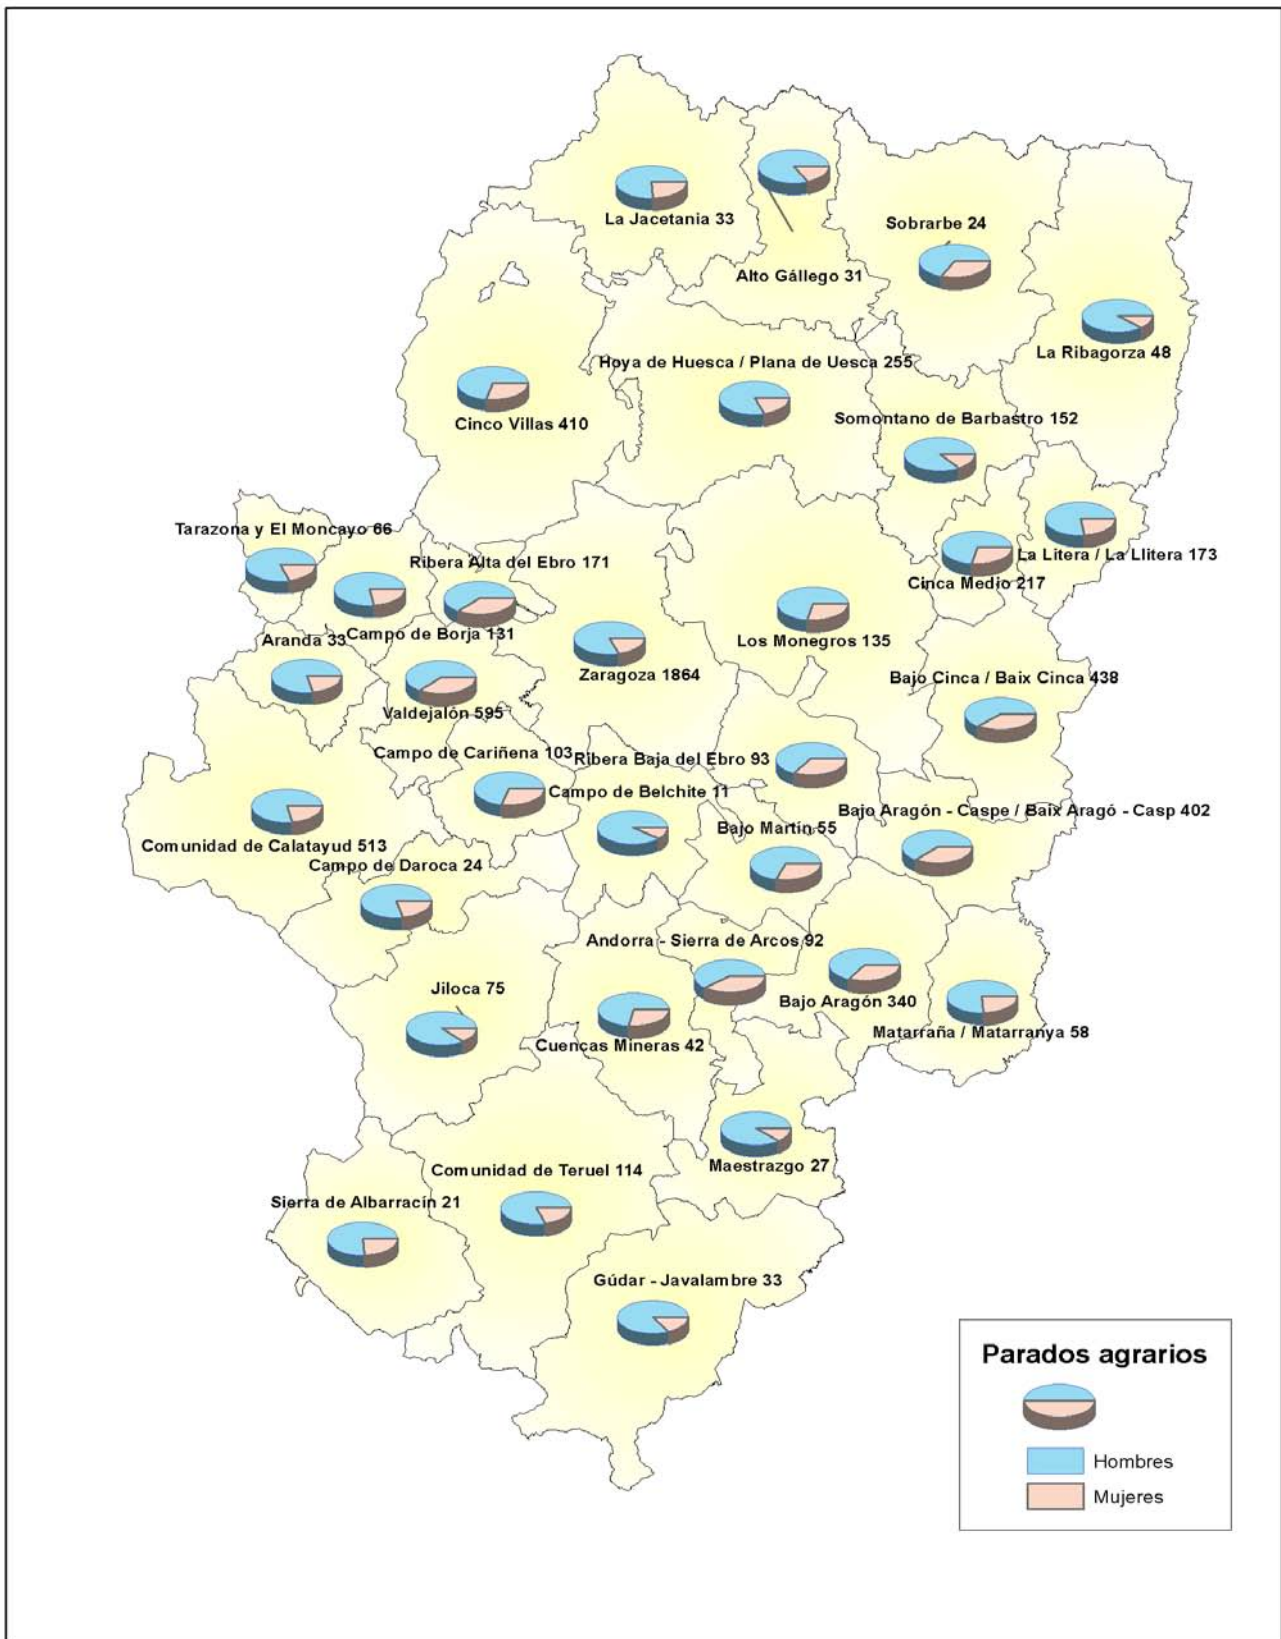 La Jacetania 33
Alto Gállego 31
Sobrarbe 24
La Ribagorza 48
Hoya de Huesca / Plana de Uesca 255
Cinco Villas 410
Somontano de Barbastro 152
Tarazona y El Moncayo 66
Ribera Alta del Ebro 171
La Litera / La Llitera 173
Cinca Medio 217
Campo de Borja 131
Aranda 33
Los Monegros 135
Zaragoza 1864
Bajo Cinca / Baix Cinca 438
Valdejalón 595
Campo de Cariñena 103
Ribera Baja del Ebro 93
Campo de Belchite 11
Bajo Aragón - Caspe / Baix Aragó - Casp 402
Bajo Martín 55
Comunidad de Calatayud 513
Campo de Daroca 24
Andorra - Sierra de Arcos 92
Jiloca 75
Bajo Aragón 340
Matarraña / Matarranya 58
Cuencas Mineras 42
Maestrazgo 27
Comunidad de Teruel 114
Sierra de Albarracín 21
Gúdar - Javalambre 33
Parados agrarios
Hombres
Mujeres